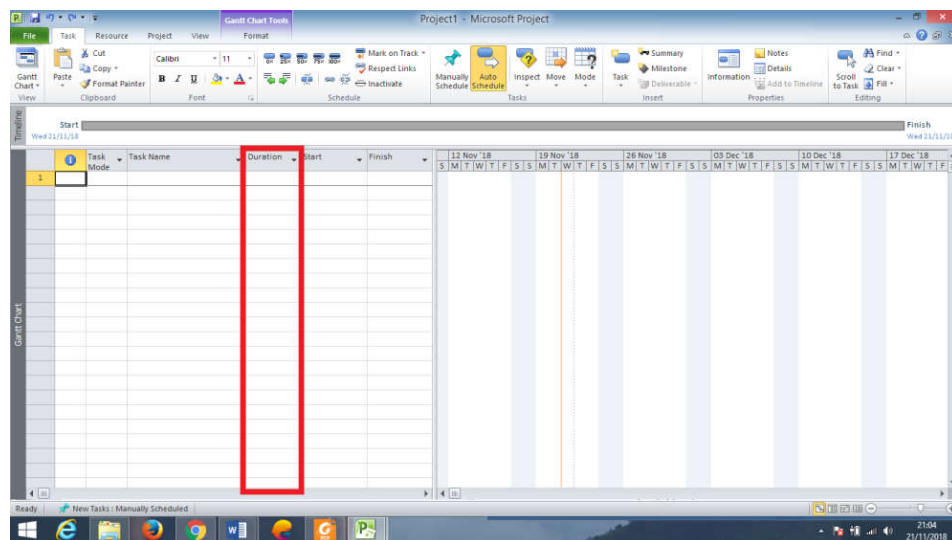 Project1 - Microsoft Project
Gantt Chart Tools
File Task Resource Project View Format
Gantt Chart
View
Paste
Cut
Copy
Format Painter
Clipboard
Calibri 11
B I U A
Font
Mark on Track
Respect Links
Inactivate
Schedule
Manually Schedule
Auto Schedule
Inspect Move Mode
Tasks
Task
Summary
Milestone
Deliverable
Insert
Information
Notes
Details
Add to Timeline
Properties
Scroll to Task
Find
Clear
Fill
Editing
Timeline
Start
Wed 21/11/18
Finish
Wed 21/11/18
Task Mode Task Name Duration Start Finish
12 Nov '18 19 Nov '18 26 Nov '18 03 Dec '18 10 Dec '18 17 Dec '18
S M T W T F S S M T W T F S S M T W T F S S M T W T F S S M T W T F S S M T W T F
1
Gantt Chart
Ready New Tasks : Manually Scheduled
21:04
21/11/2018